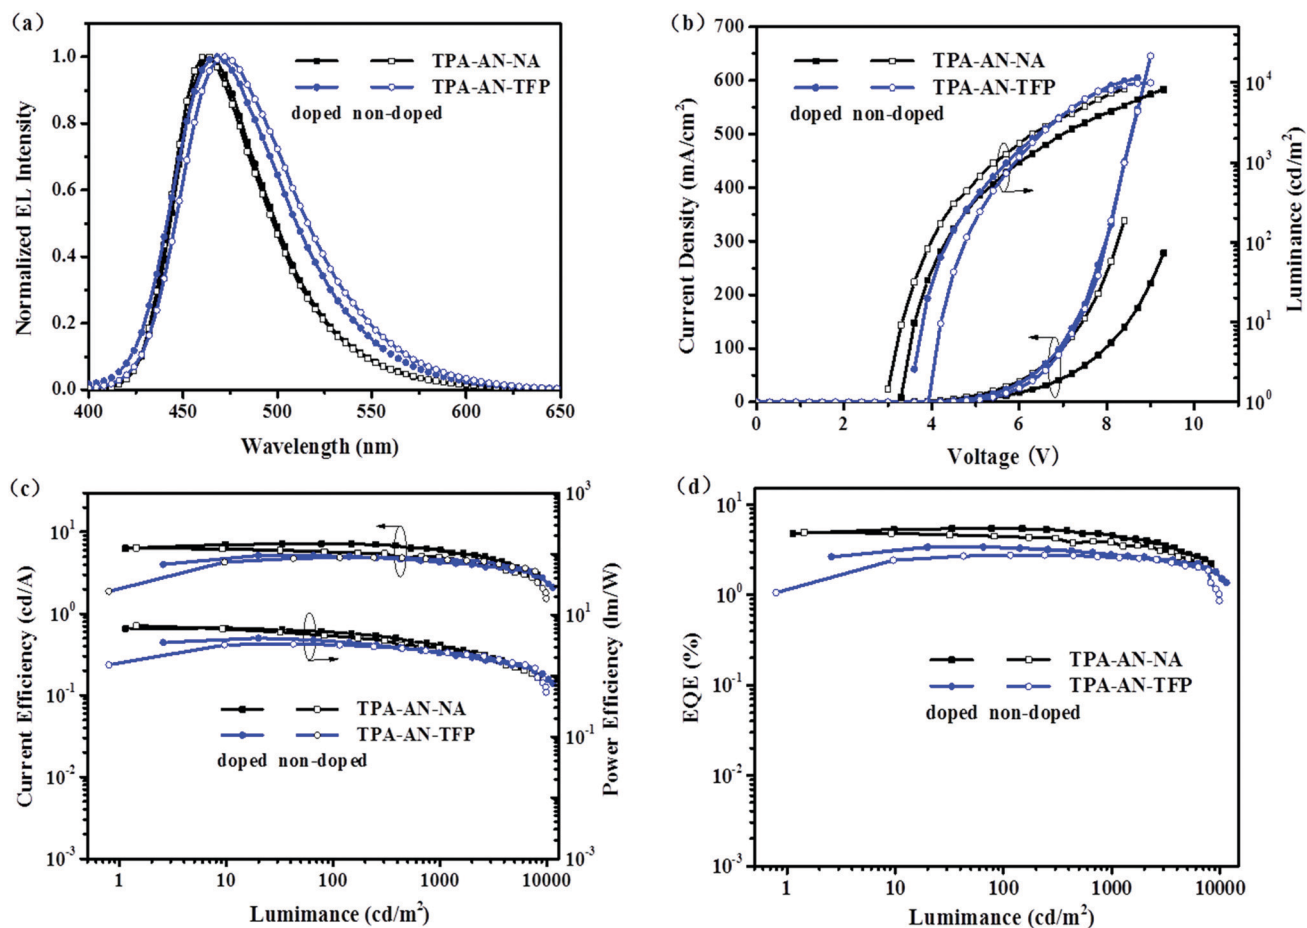 (a)
Normalized EL Intensity
1.0
0.8
0.6
0.4
0.2
0.0
TPA-AN-NA
TPA-AN-TFP
doped non-doped
400 450 500 550 600 650
Wavelength (nm)
(b)
Current Density (mA/cm²)
700
600
500
400
300
200
100
0
TPA-AN-NA
TPA-AN-TFP
doped non-doped
10⁴
10³
10²
10¹
10⁰
Luminance (cd/m²)
0 2 4 6 8 10
Voltage (V)
(c)
Current Efficiency (cd/A)
10¹
10⁰
10⁻¹
10⁻²
10⁻³
TPA-AN-NA
TPA-AN-TFP
doped non-doped
10³
10¹
10⁻¹
10⁻³
Power Efficiency (lm/W)
1 10 100 1000 10000
Lumimance (cd/m²)
(d)
EQE (%)
10¹
10⁰
10⁻¹
10⁻²
10⁻³
TPA-AN-NA
TPA-AN-TFP
doped non-doped
1 10 100 1000 10000
Lumimance (cd/m²)